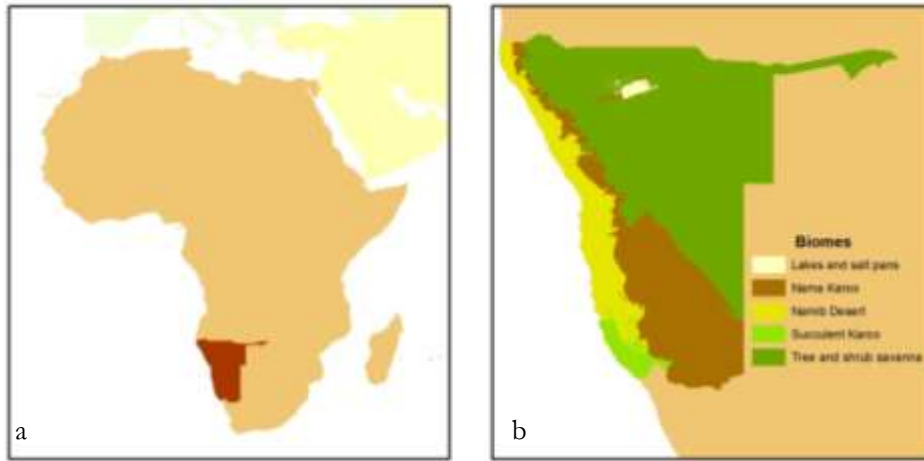 Biomes
Lakes and salt pans
Nama Karoo
Namib Desert
Succulent Karoo
Tree and shrub savanna
a
b